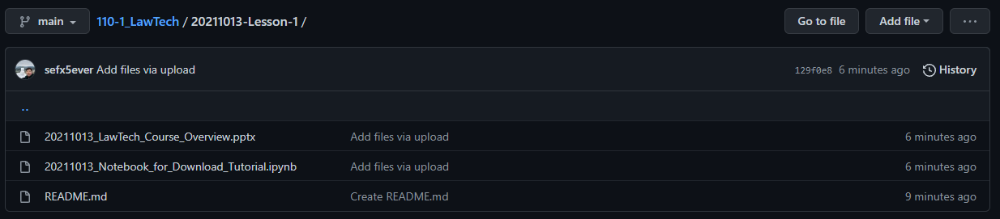 main 110-1_LawTech / 20211013-Lesson-1 / Go to file Add file ...
sefx5ever Add files via upload 129f0e8 6 minutes ago History
..
20211013_LawTech_Course_Overview.pptx Add files via upload 6 minutes ago
20211013_Notebook_for_Download_Tutorial.ipynb Add files via upload 6 minutes ago
README.md Create README.md 9 minutes ago